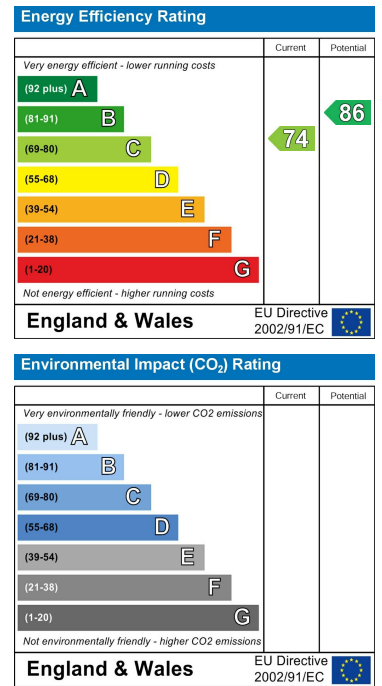 Energy Efficiency Rating
Current Potential
Very energy efficient - lower running costs
(92 plus) A
(81-91) B
(69-80) C
(55-68) D
(39-54) E
(21-38) F
(1-20) G
74
86
Not energy efficient - higher running costs
England & Wales
EU Directive
2002/91/EC
Environmental Impact (CO₂) Rating
Current Potential
Very environmentally friendly - lower CO2 emissions
(92 plus) A
(81-91) B
(69-80) C
(55-68) D
(39-54) E
(21-38) F
(1-20) G
Not environmentally friendly - higher CO2 emissions
England & Wales
EU Directive
2002/91/EC